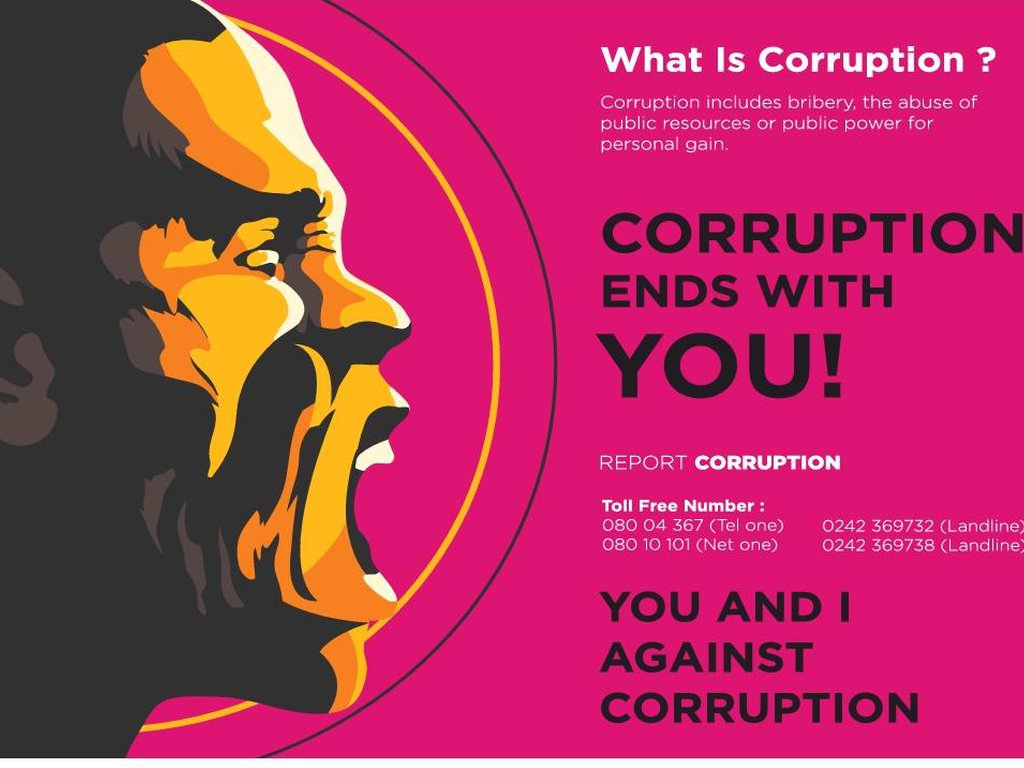 What Is Corruption ?
Corruption includes bribery, the abuse of
public resources or public power for
personal gain.
CORRUPTION
ENDS WITH
YOU!
REPORT CORRUPTION
Toll Free Number :
080 04 367 (Tel one) 0242 369732 (Landline)
080 10 101 (Net one) 0242 369738 (Landline)
YOU AND I
AGAINST
CORRUPTION